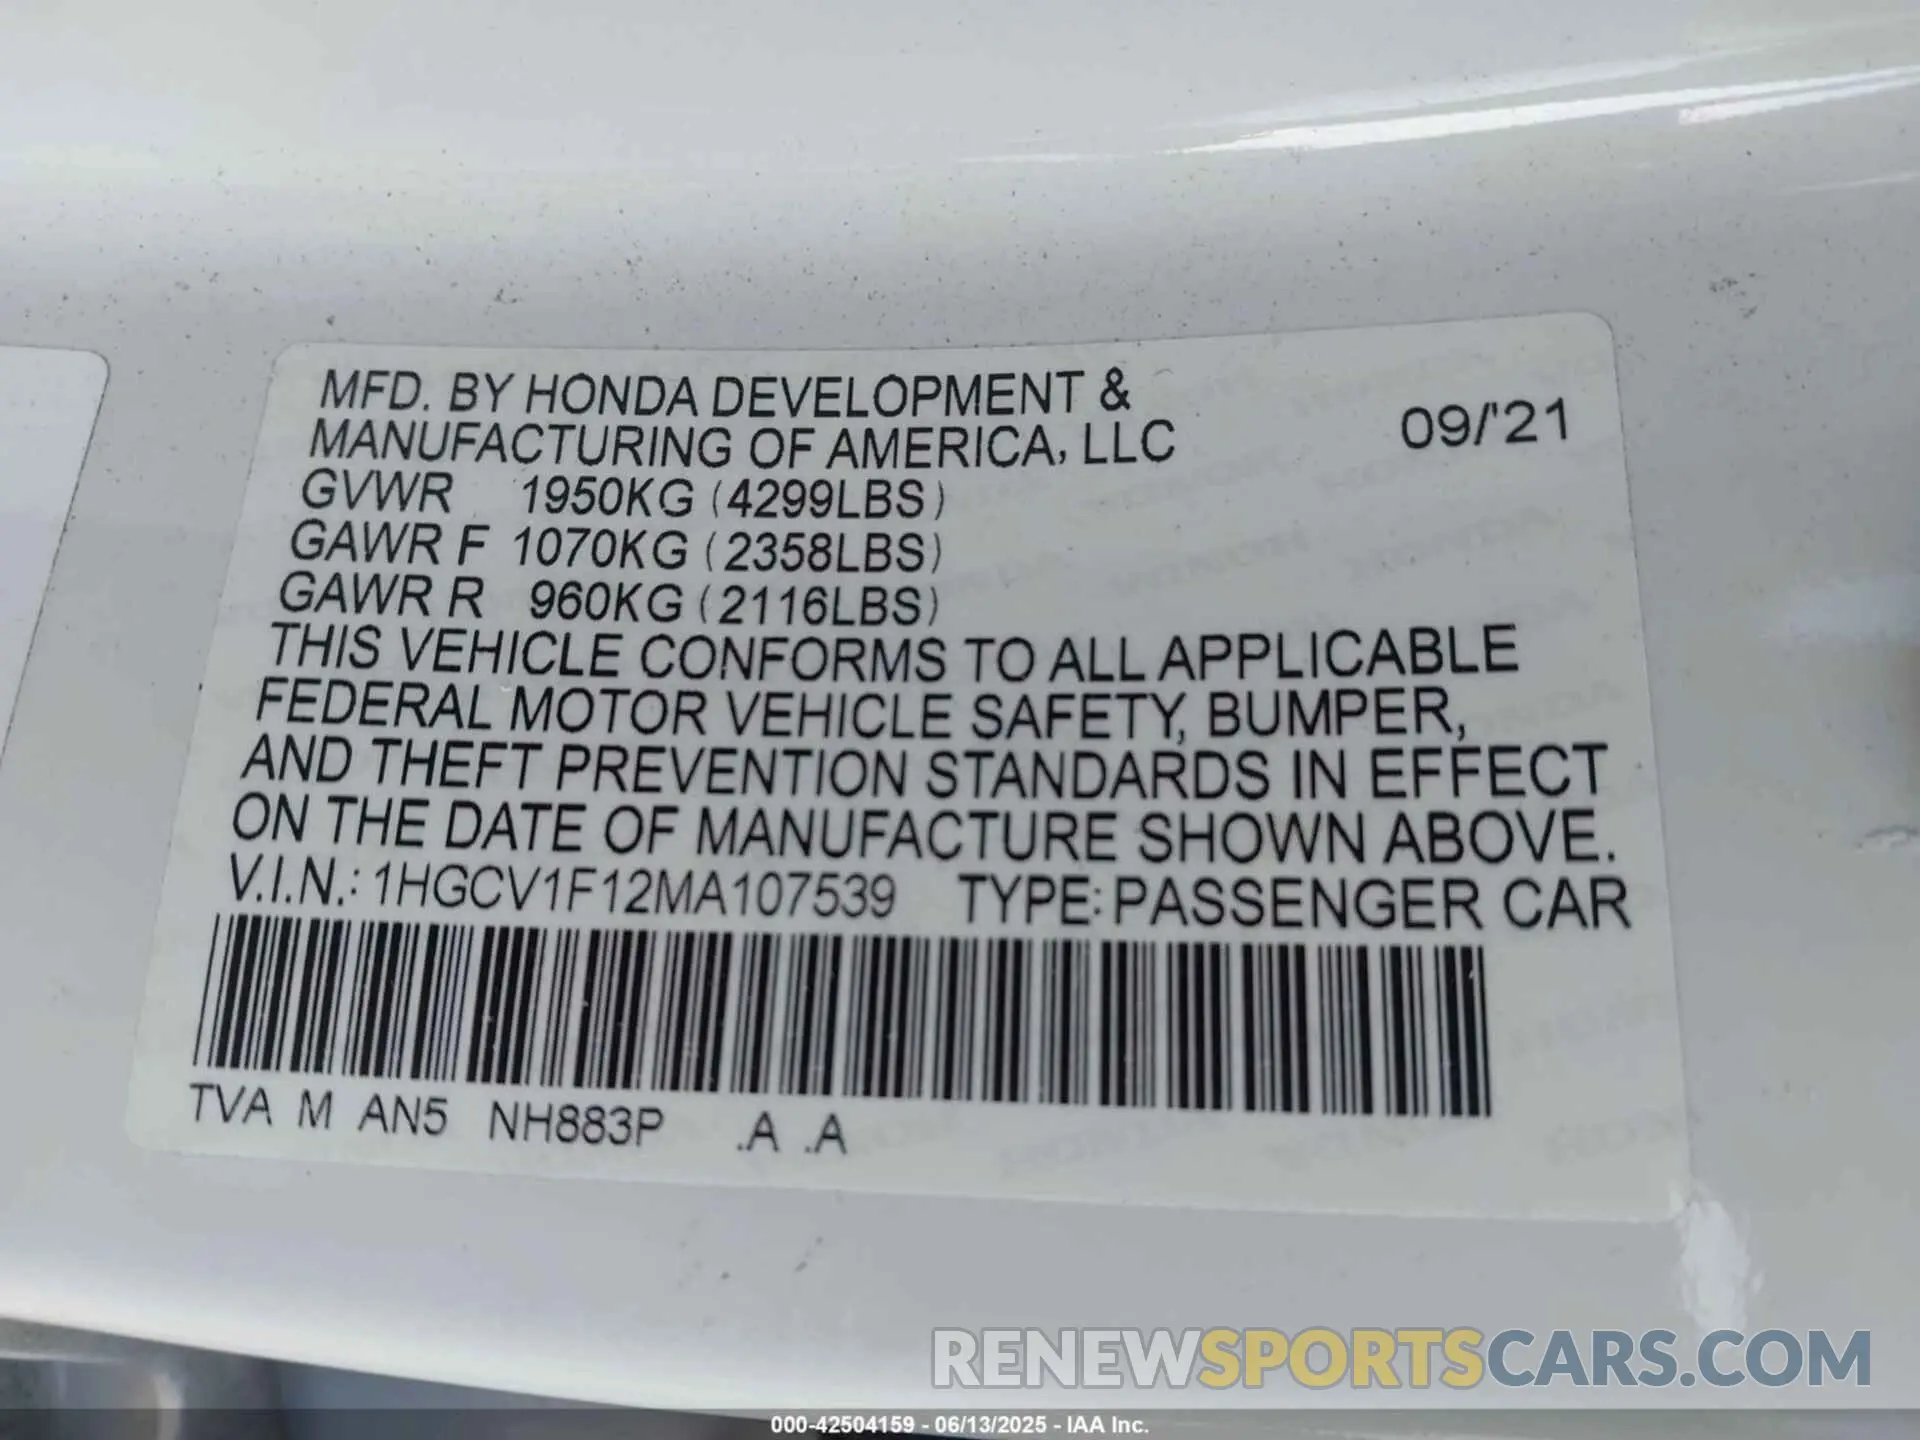 MFD. BY HONDA DEVELOPMENT &
MANUFACTURING OF AMERICA, LLC 09/'21
GVWR 1950KG (4299LBS)
GAWR F 1070KG (2358LBS)
GAWR R 960KG (2116LBS)
THIS VEHICLE CONFORMS TO ALL APPLICABLE
FEDERAL MOTOR VEHICLE SAFETY, BUMPER,
AND THEFT PREVENTION STANDARDS IN EFFECT
ON THE DATE OF MANUFACTURE SHOWN ABOVE.
V.I.N.: 1HGCV1F12MA107539 TYPE: PASSENGER CAR
TVA M AN5 NH883P .A .A
RENEWSPORTSCARS.COM
000-42504159 - 06/13/2025 - IAA Inc.